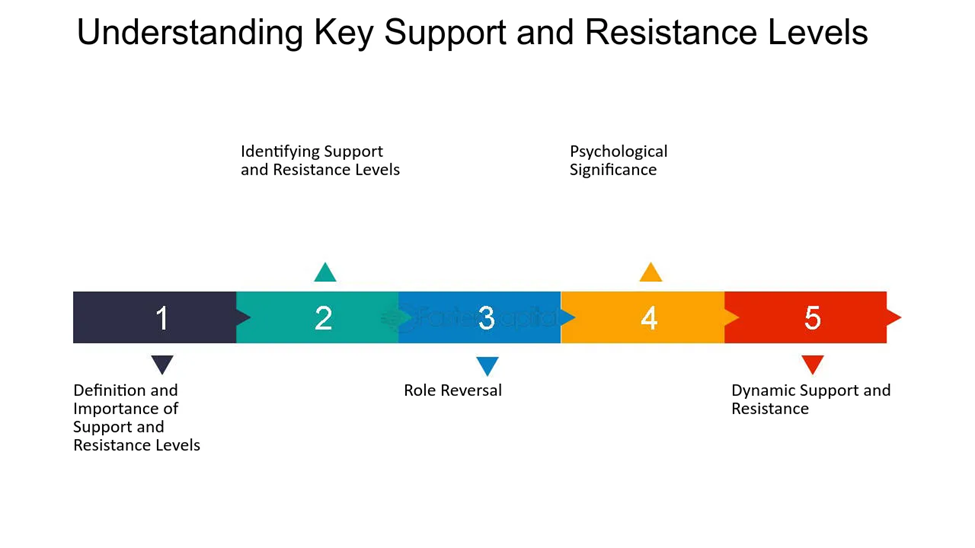 Understanding Key Support and Resistance Levels
Identifying Support
and Resistance Levels
Psychological
Significance
1
2
3
4
5
Definition and
Importance of
Support and
Resistance Levels
Role Reversal
Dynamic Support and
Resistance